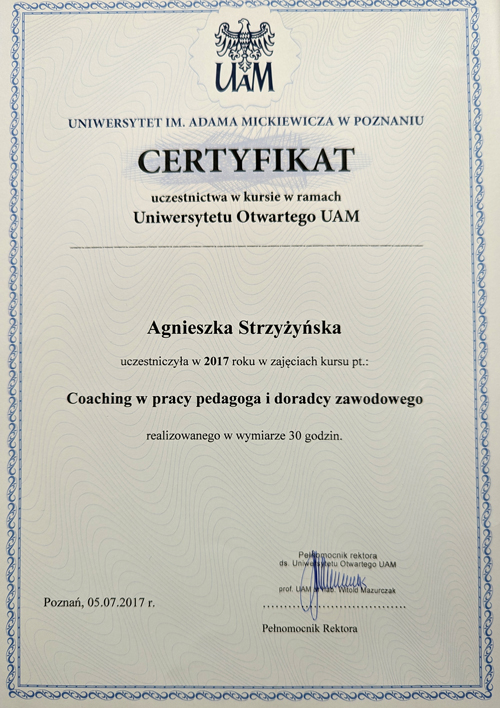 UAM
UNIWERSYTET IM. ADAMA MICKIEWICZA W POZNANIU
CERTYFIKAT
uczestnictwa w kursie w ramach
Uniwersytetu Otwartego UAM
Agnieszka Strzyżyńska
uczestniczyła w 2017 roku w zajęciach kursu pt.:
Coaching w pracy pedagoga i doradcy zawodowego
realizowanego w wymiarze 30 godzin.
Pełnomocnik rektora
ds. Uniwersytetu Otwartego UAM
prof. UAM dr hab. Witold Mazurczak
Poznań, 05.07.2017 r.
Pełnomocnik Rektora